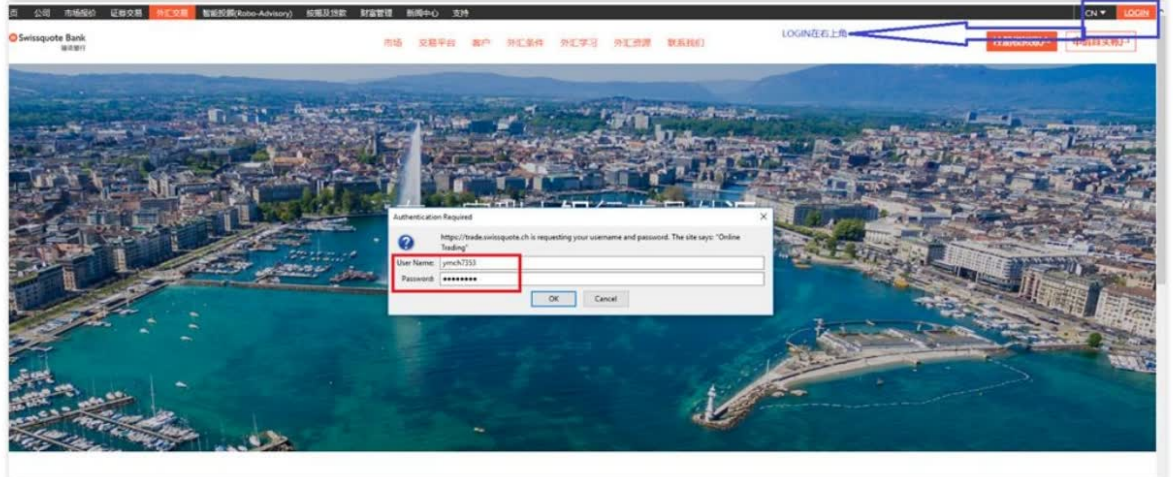 页 公司 市场报价 证券交易 外汇交易 智能投顾(Robo-Advisory) 按揭及贷款 财富管理 新闻中心 支持 CN LOGIN
Swissquote Bank
瑞讯银行
市场 交易平台 客户 外汇条件 外汇学习 外汇资源 联系我们
LOGIN在右上角
Authentication Required
https://trade.swissquote.ch is requesting your username and password. The site says: "Online
Trading"
User Name: ymch7353
Password:
OK Cancel